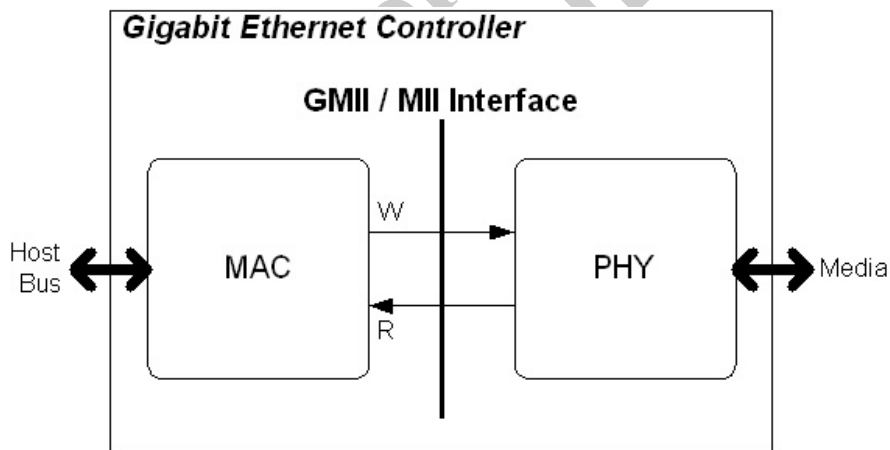 Gigabit Ethernet Controller
GMII / MII Interface
W
Host
Bus
MAC
PHY
Media
R